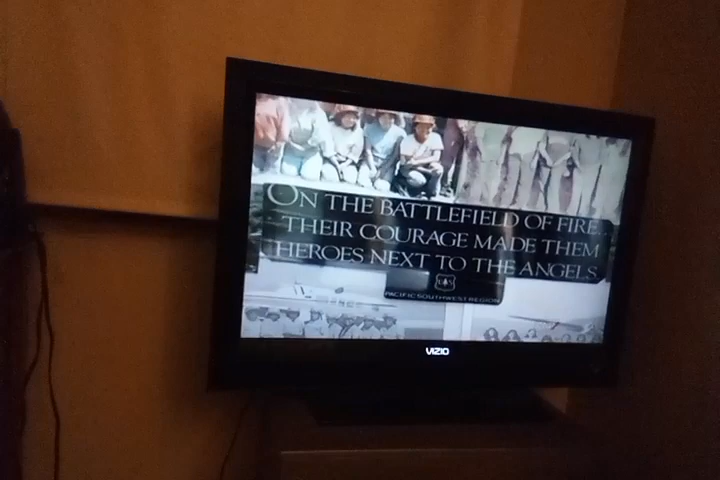 ON THE BATTLEFIELD OF FIRE...
THEIR COURAGE MADE THEM
HEROES NEXT TO THE ANGELS.
PACIFIC SOUTHWEST REGION
VIZIO